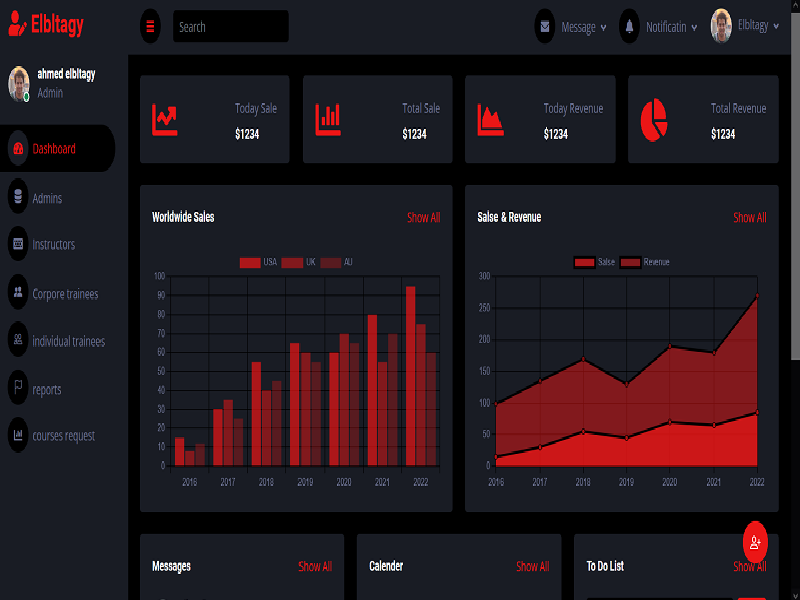 Elbltagy
Search
Message
Notificatin
Elbltagy
ahmed elbltagy
Admin
Dashboard
Admins
Instructors
Corpore trainees
individual trainees
reports
courses request
Today Sale
$1234
Total Sale
$1234
Today Revenue
$1234
Total Revenue
$1234
Worldwide Sales
Show All
USA UK AU
100
90
80
70
60
50
40
30
20
10
0
2016 2017 2018 2019 2020 2021 2022
Salse & Revenue
Show All
Salse Revenue
300
250
200
150
100
50
0
2016 2017 2018 2019 2020 2021 2022
Messages
Show All
Calender
Show All
To Do List
Show All